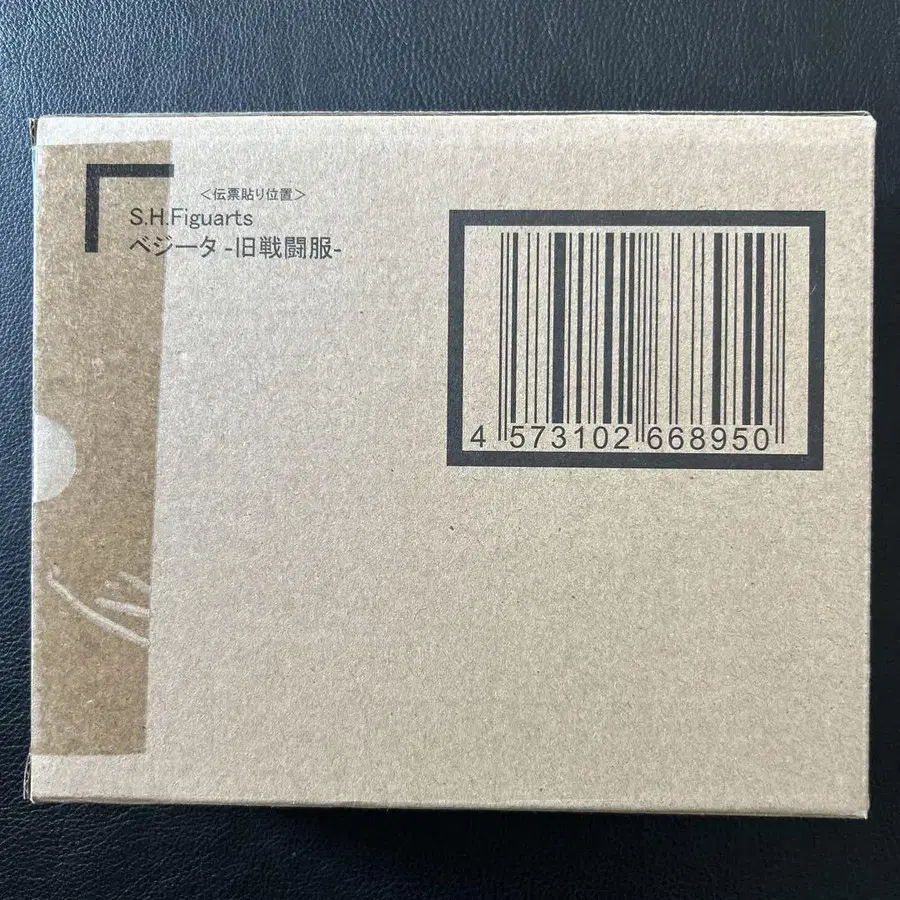 ＜伝票貼り位置＞
S.H.Figuarts
ベジータ -旧戦闘服-
4 573102 668950